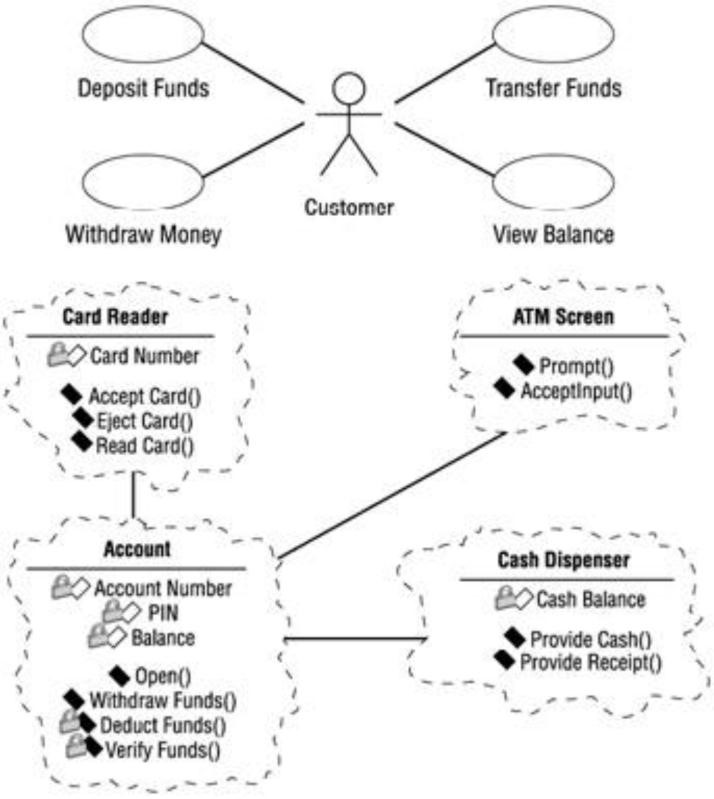 Deposit Funds
Transfer Funds
Customer
Withdraw Money
View Balance
Card Reader
Card Number
Accept Card()
Eject Card()
Read Card()
ATM Screen
Prompt()
AcceptInput()
Account
Account Number
PIN
Balance
Open()
Withdraw Funds()
Deduct Funds()
Verify Funds()
Cash Dispenser
Cash Balance
Provide Cash()
Provide Receipt()